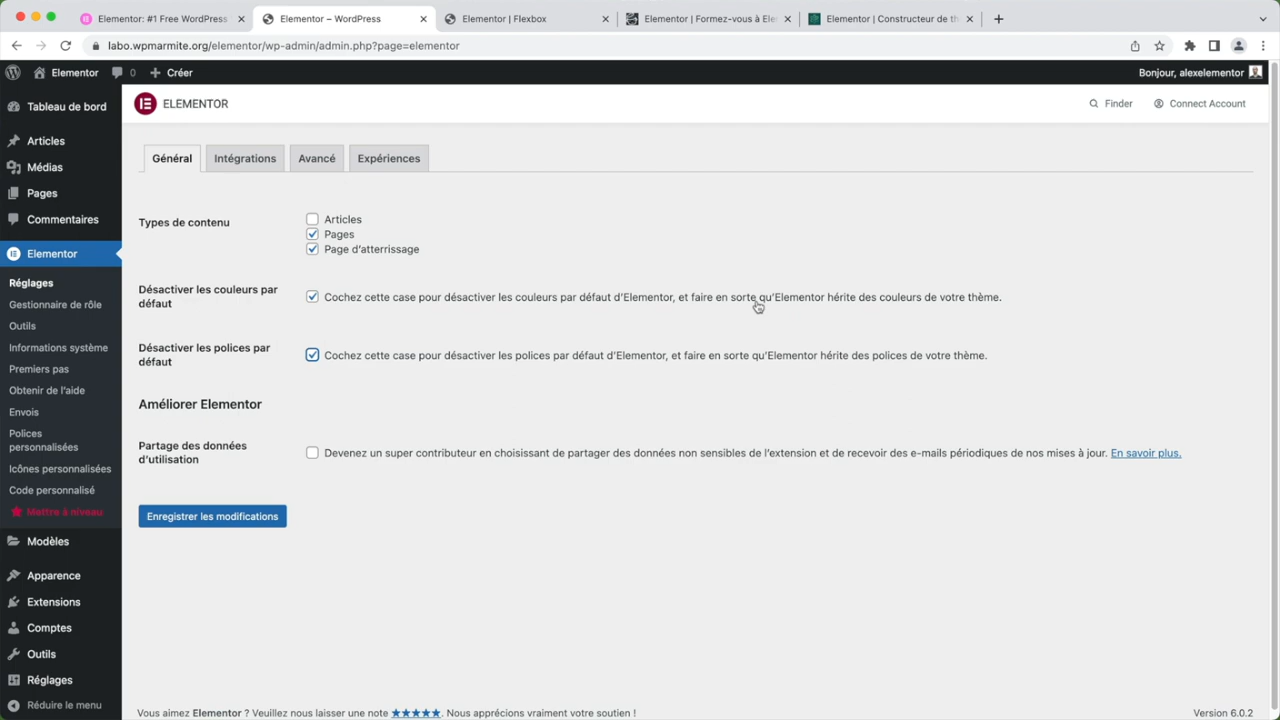 Elementor: #1 Free WordPress
Elementor – WordPress
Elementor | Flexbox
Elementor | Formez-vous à Ele
Elementor | Constructeur de th
labo.wpmarmite.org/elementor/wp-admin/admin.php?page=elementor
Elementor
0
Créer
Bonjour, alexelementor
Tableau de bord
Articles
Médias
Pages
Commentaires
Elementor
Réglages
Gestionnaire de rôle
Outils
Informations système
Premiers pas
Obtenir de l’aide
Envois
Polices
personnalisées
Icônes personnalisées
Code personnalisé
Mettre à niveau
Modèles
Apparence
Extensions
Comptes
Outils
Réglages
Réduire le menu
ELEMENTOR
Finder
Connect Account
Général
Intégrations
Avancé
Expériences
Types de contenu
Articles
Pages
Page d’atterrissage
Désactiver les couleurs par
défaut
Cochez cette case pour désactiver les couleurs par défaut d’Elementor, et faire en sorte qu’Elementor hérite des couleurs de votre thème.
Désactiver les polices par
défaut
Cochez cette case pour désactiver les polices par défaut d’Elementor, et faire en sorte qu’Elementor hérite des polices de votre thème.
Améliorer Elementor
Partage des données
d’utilisation
Devenez un super contributeur en choisissant de partager des données non sensibles de l’extension et de recevoir des e-mails périodiques de nos mises à jour. En savoir plus.
Enregistrer les modifications
Vous aimez Elementor ? Veuillez nous laisser une note ★★★★★. Nous apprécions vraiment votre soutien !
Version 6.0.2